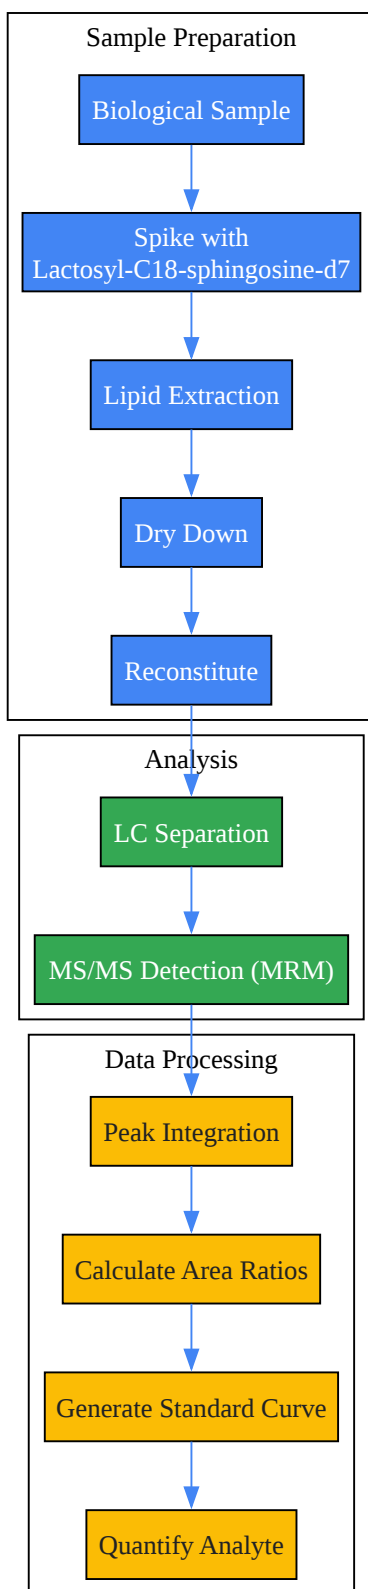 Sample Preparation
Biological Sample
Spike with
Lactosyl-C18-sphingosine-d7
Lipid Extraction
Dry Down
Reconstitute
Analysis
LC Separation
MS/MS Detection (MRM)
Data Processing
Peak Integration
Calculate Area Ratios
Generate Standard Curve
Quantify Analyte